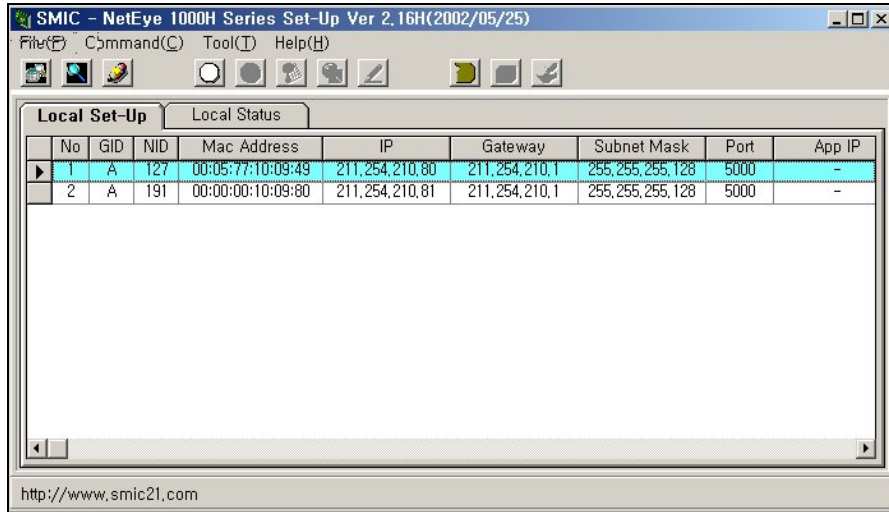 SMIC - NetEye 1000H Series Set-Up Ver 2,16H(2002/05/25)
File(F) Command(C) Tool(T) Help(H)
Local Set-Up Local Status
No GID NID Mac Address IP Gateway Subnet Mask Port App IP
1 A 127 00:05:77:10:09:49 211,254,210,80 211,254,210,1 255,255,255,128 5000 -
2 A 191 00:00:00:10:09:80 211,254,210,81 211,254,210,1 255,255,255,128 5000 -
http://www,smic21,com